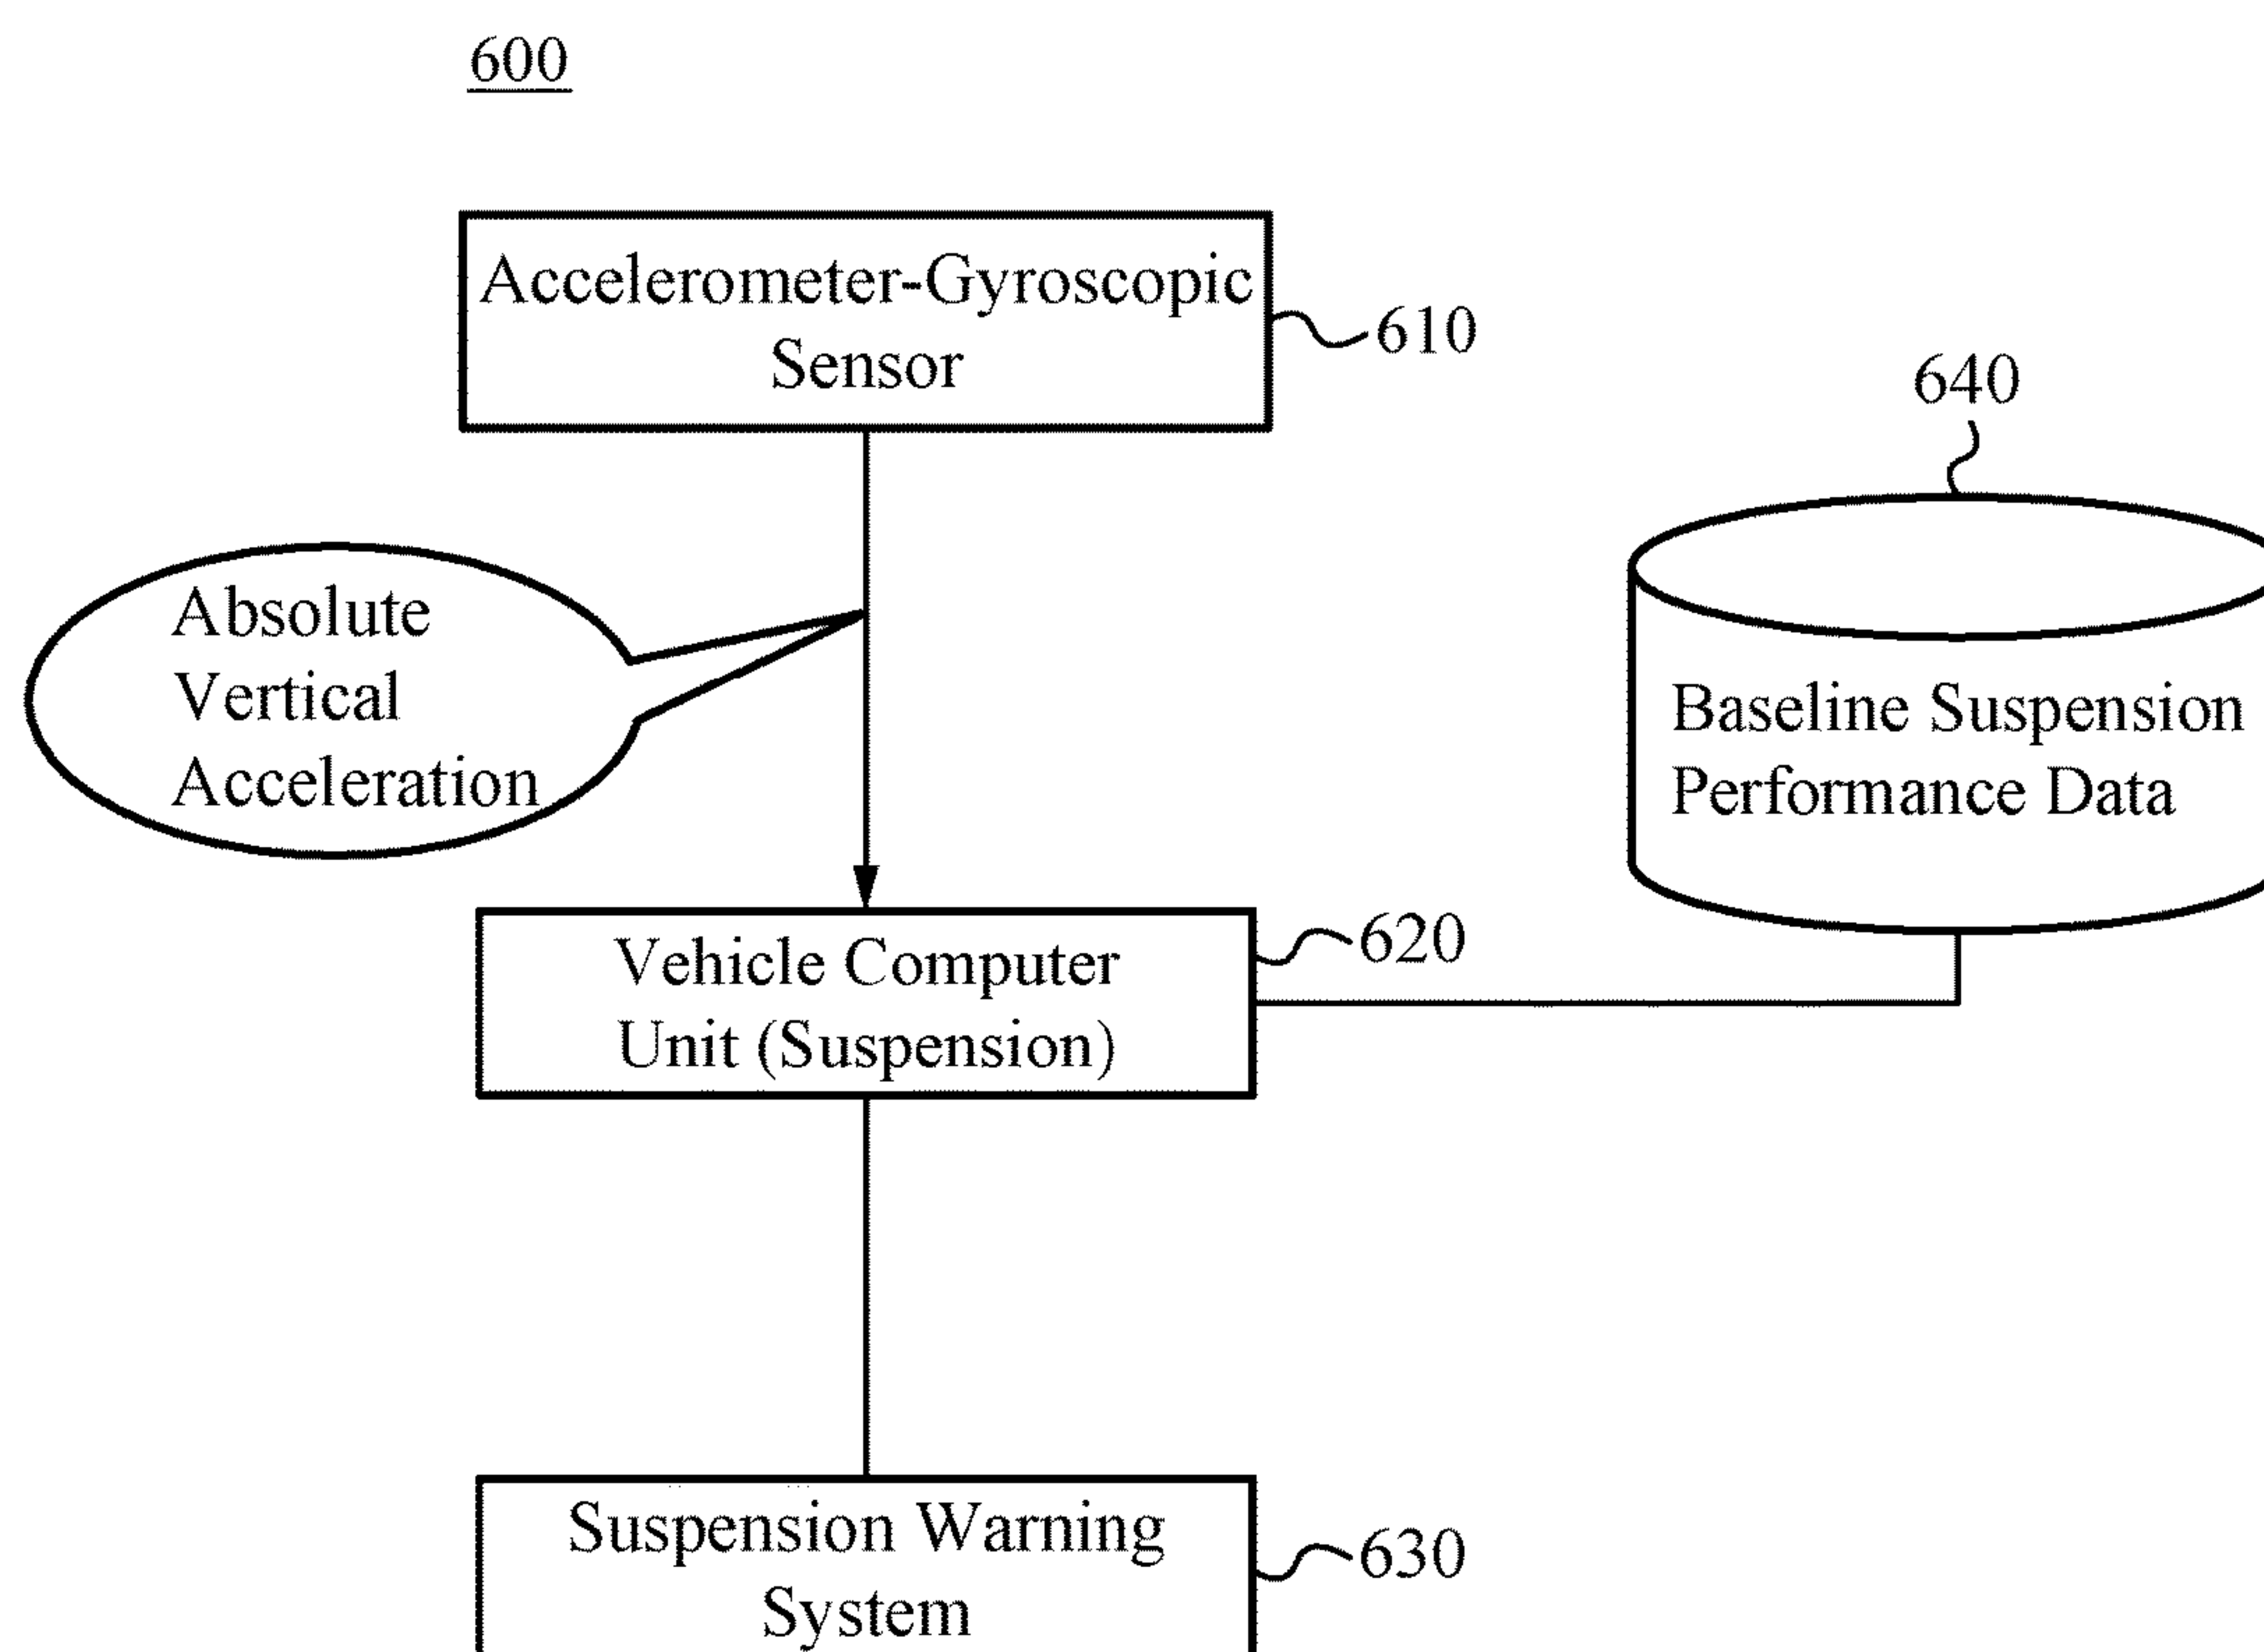 600
Accelerometer-Gyroscopic
Sensor
610
640
Absolute
Vertical
Acceleration
Baseline Suspension
Performance Data
Vehicle Computer
Unit (Suspension)
620
Suspension Warning
System
630